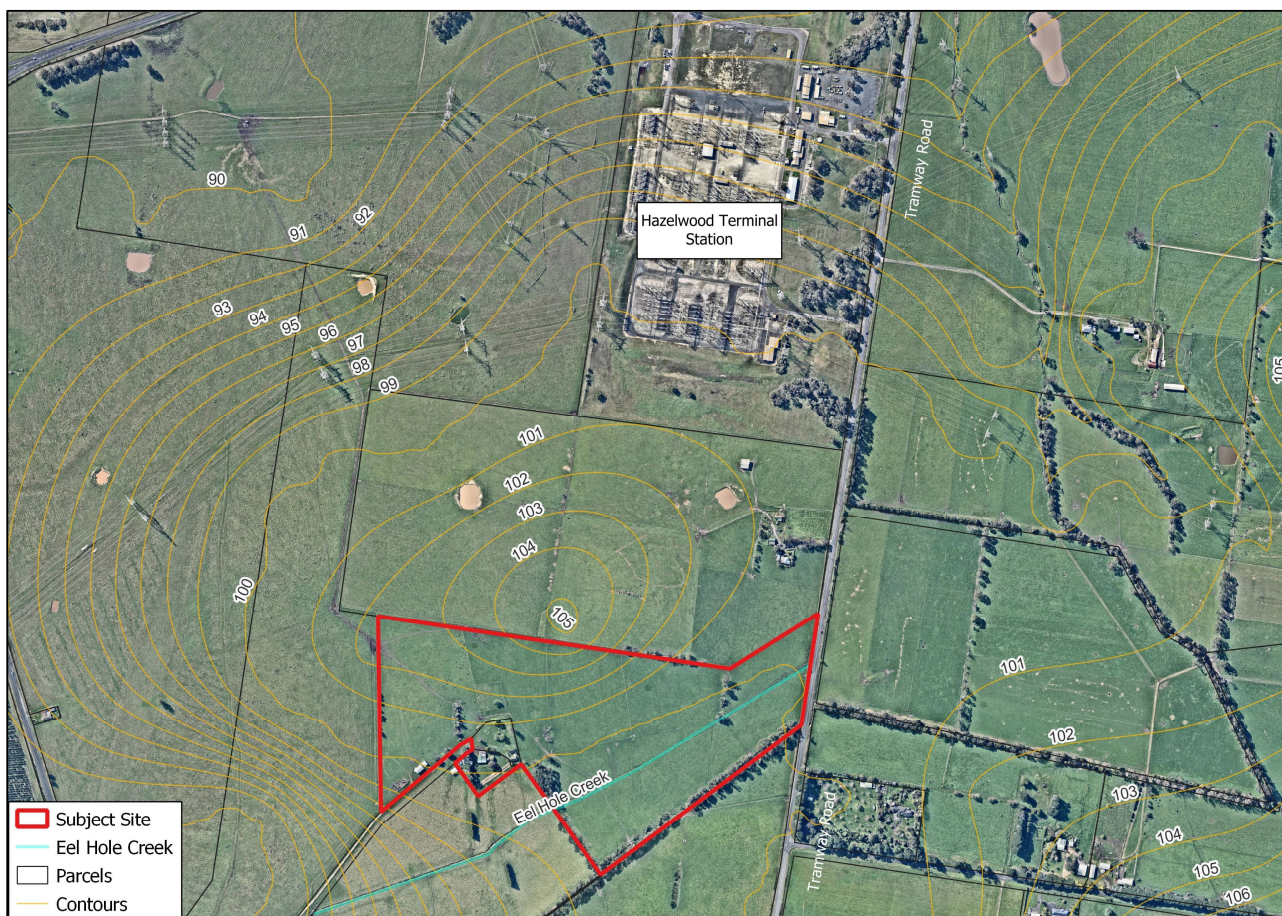 90
91
92
93
94
95
96
97
98
99
100
101
102
103
104
105
Hazelwood Terminal
Station
Tramway Road
105
101
102
103
104
105
106
Eel Hole Creek
Tramway Road
Subject Site
Eel Hole Creek
Parcels
Contours